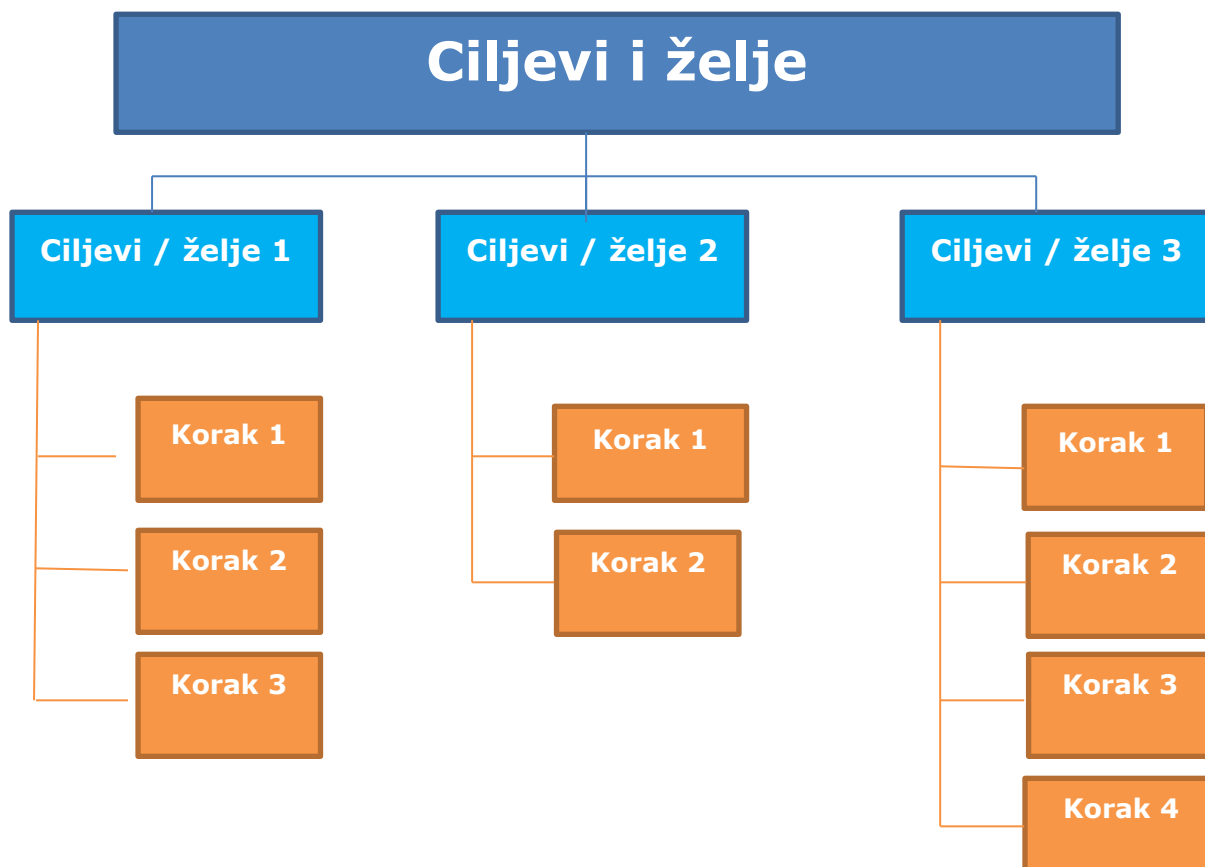 Ciljevi i želje
Ciljevi / želje 1
Korak 1
Korak 2
Korak 3
Ciljevi / želje 2
Korak 1
Korak 2
Ciljevi / želje 3
Korak 1
Korak 2
Korak 3
Korak 4